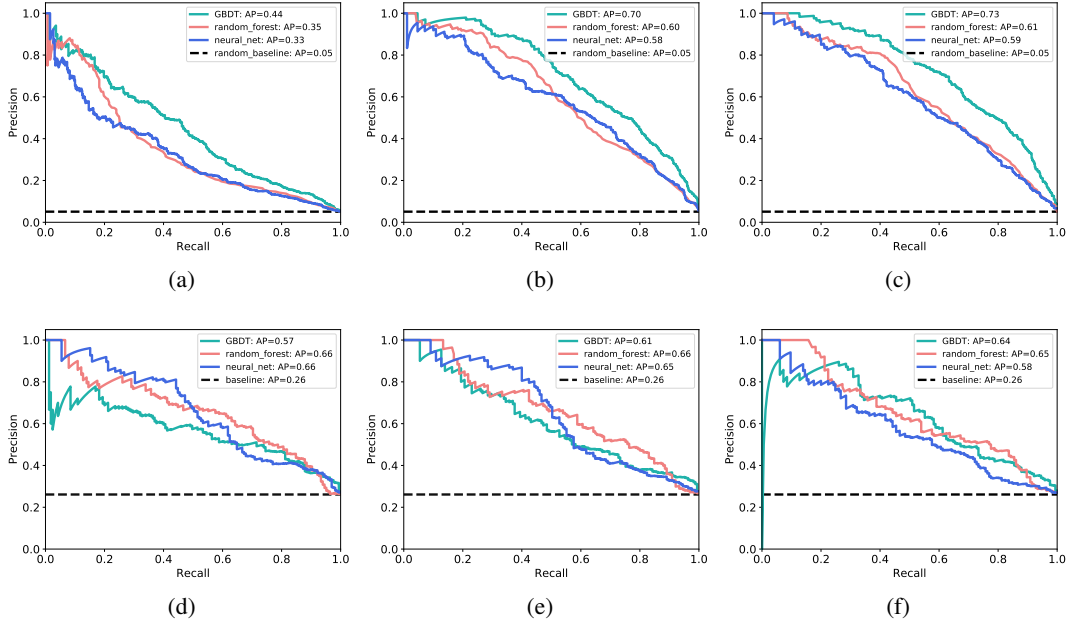 GBDT: AP=0.44
random_forest: AP=0.35
neural_net: AP=0.33
random_baseline: AP=0.05
Precision
1.0
0.8
0.6
0.4
0.2
0.0
0.0 0.2 0.4 0.6 0.8 1.0
Recall
(a)
GBDT: AP=0.70
random_forest: AP=0.60
neural_net: AP=0.58
random_baseline: AP=0.05
Precision
1.0
0.8
0.6
0.4
0.2
0.0
0.0 0.2 0.4 0.6 0.8 1.0
Recall
(b)
GBDT: AP=0.73
random_forest: AP=0.61
neural_net: AP=0.59
random_baseline: AP=0.05
Precision
1.0
0.8
0.6
0.4
0.2
0.0
0.0 0.2 0.4 0.6 0.8 1.0
Recall
(c)
GBDT: AP=0.57
random_forest: AP=0.66
neural_net: AP=0.66
baseline: AP=0.26
Precision
1.0
0.8
0.6
0.4
0.2
0.0
0.0 0.2 0.4 0.6 0.8 1.0
Recall
(d)
GBDT: AP=0.61
random_forest: AP=0.66
neural_net: AP=0.65
baseline: AP=0.26
Precision
1.0
0.8
0.6
0.4
0.2
0.0
0.0 0.2 0.4 0.6 0.8 1.0
Recall
(e)
GBDT: AP=0.64
random_forest: AP=0.65
neural_net: AP=0.58
baseline: AP=0.26
Precision
1.0
0.8
0.6
0.4
0.2
0.0
0.0 0.2 0.4 0.6 0.8 1.0
Recall
(f)